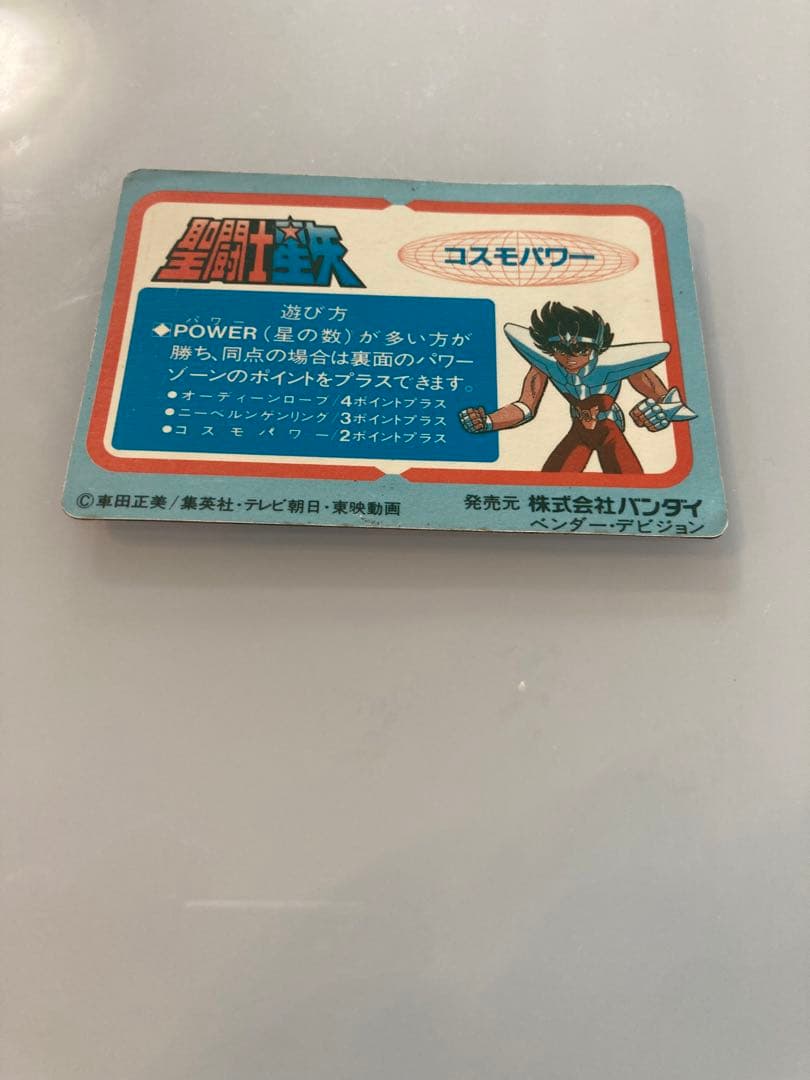 聖闘士星矢
コスモパワー
遊び方
パワー
◆POWER(星の数)が多い方が
勝ち、同点の場合は裏面のパワー
ゾーンのポイントをプラスできます。
●オーディーンローブ/4ポイントプラス
●ニーベルンゲンリング/3ポイントプラス
●コスモパワー/2ポイントプラス
©車田正美/集英社・テレビ朝日・東映動画
発売元 株式会社バンダイ
ベンダー・デビジョン